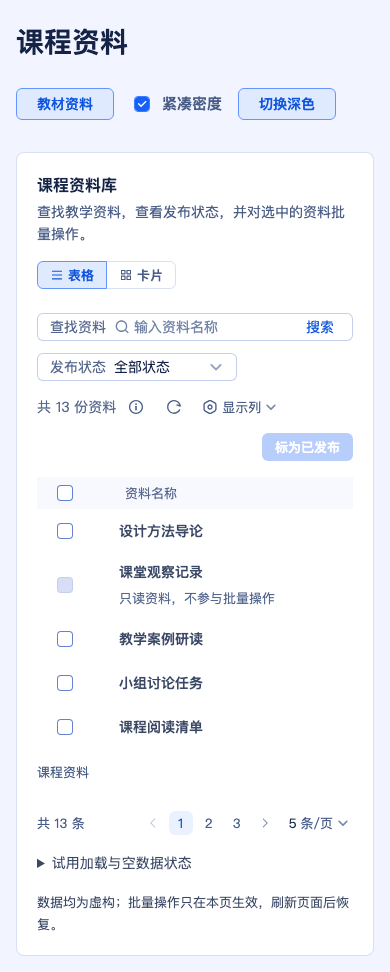 课程资料
教材资料 紧凑密度 切换深色
课程资料库
查找教学资料，查看发布状态，并对选中的资料批
量操作。
表格 卡片
查找资料 输入资料名称 搜索
发布状态 全部状态
共 13 份资料 显示列
标为已发布
资料名称
设计方法导论
课堂观察记录
只读资料，不参与批量操作
教学案例研读
小组讨论任务
课程阅读清单
课程资料
共 13 条 1 2 3 5 条/页
试用加载与空数据状态
数据均为虚构；批量操作只在本页生效，刷新页面后恢
复。